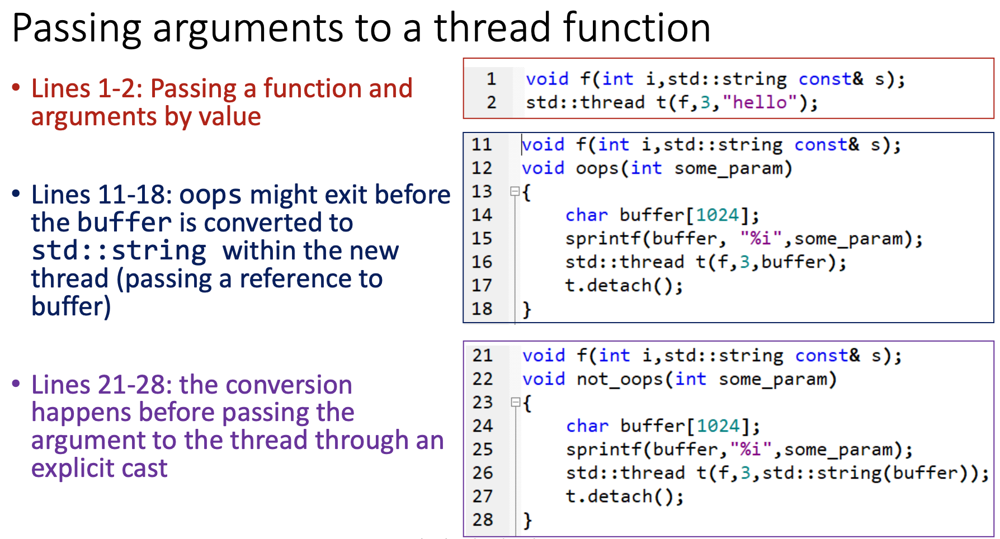 Passing arguments to a thread function
• Lines 1-2: Passing a function and
arguments by value
1 void f(int i,std::string const& s);
2 std::thread t(f,3,"hello");
• Lines 11-18: oops might exit before
the buffer is converted to
std::string within the new
thread (passing a reference to
buffer)
11 void f(int i,std::string const& s);
12 void oops(int some_param)
13 {
14 char buffer[1024];
15 sprintf(buffer, "%i",some_param);
16 std::thread t(f,3,buffer);
17 t.detach();
18 }
• Lines 21-28: the conversion
happens before passing the
argument to the thread through an
explicit cast
21 void f(int i,std::string const& s);
22 void not_oops(int some_param)
23 {
24 char buffer[1024];
25 sprintf(buffer,"%i",some_param);
26 std::thread t(f,3,std::string(buffer));
27 t.detach();
28 }